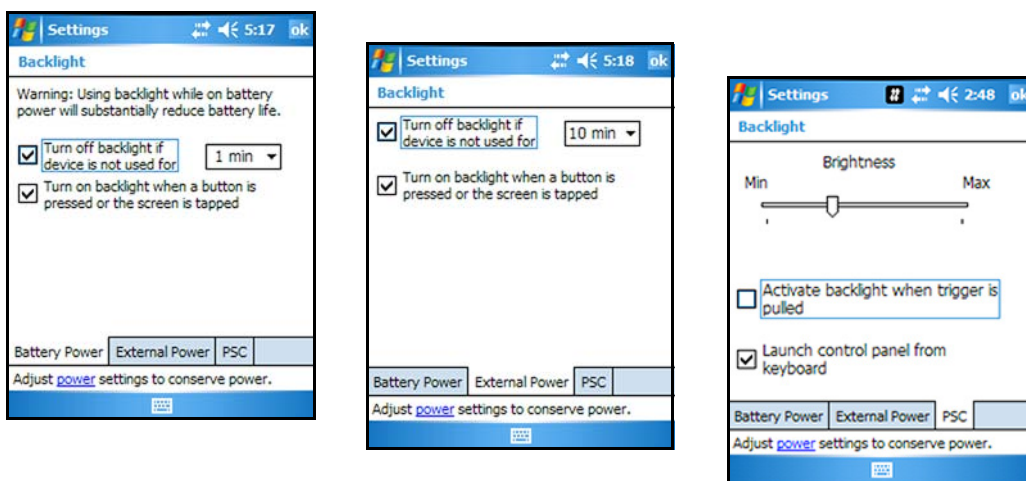 Settings 5:17 ok
Backlight
Warning: Using backlight while on battery
power will substantially reduce battery life.
Turn off backlight if
device is not used for 1 min
Turn on backlight when a button is
pressed or the screen is tapped
Battery Power External Power PSC
Adjust power settings to conserve power.
Settings 5:18 ok
Backlight
Turn off backlight if
device is not used for 10 min
Turn on backlight when a button is
pressed or the screen is tapped
Battery Power External Power PSC
Adjust power settings to conserve power.
Settings 2:48 ok
Backlight
Brightness
Min Max
Activate backlight when trigger is
pulled
Launch control panel from
keyboard
Battery Power External Power PSC
Adjust power settings to conserve power.